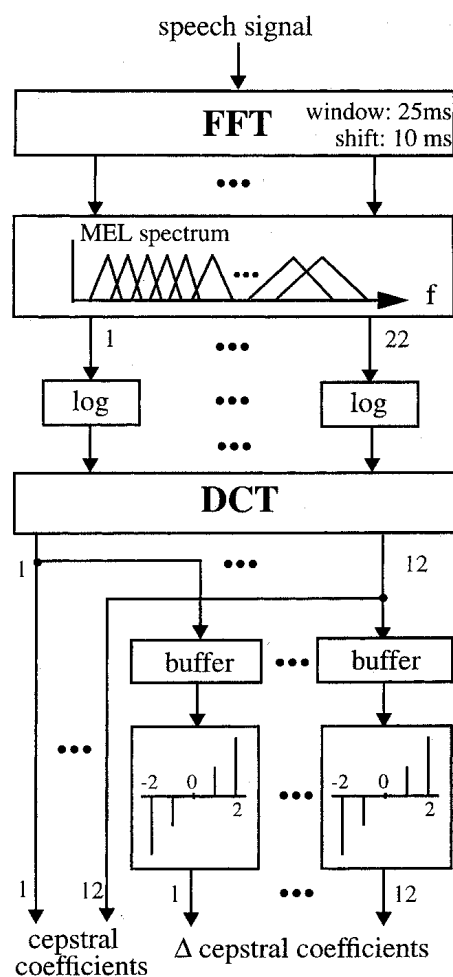 speech signal
FFT
window: 25ms
shift: 10 ms
•••
MEL spectrum
•••
f
1 ••• 22
log ••• log
•••
DCT
1 ••• 12
buffer ••• buffer
•••
-2 0 2 ••• -2 0 2
1 12 1 ••• 12
cepstral
coefficients
Δ cepstral coefficients